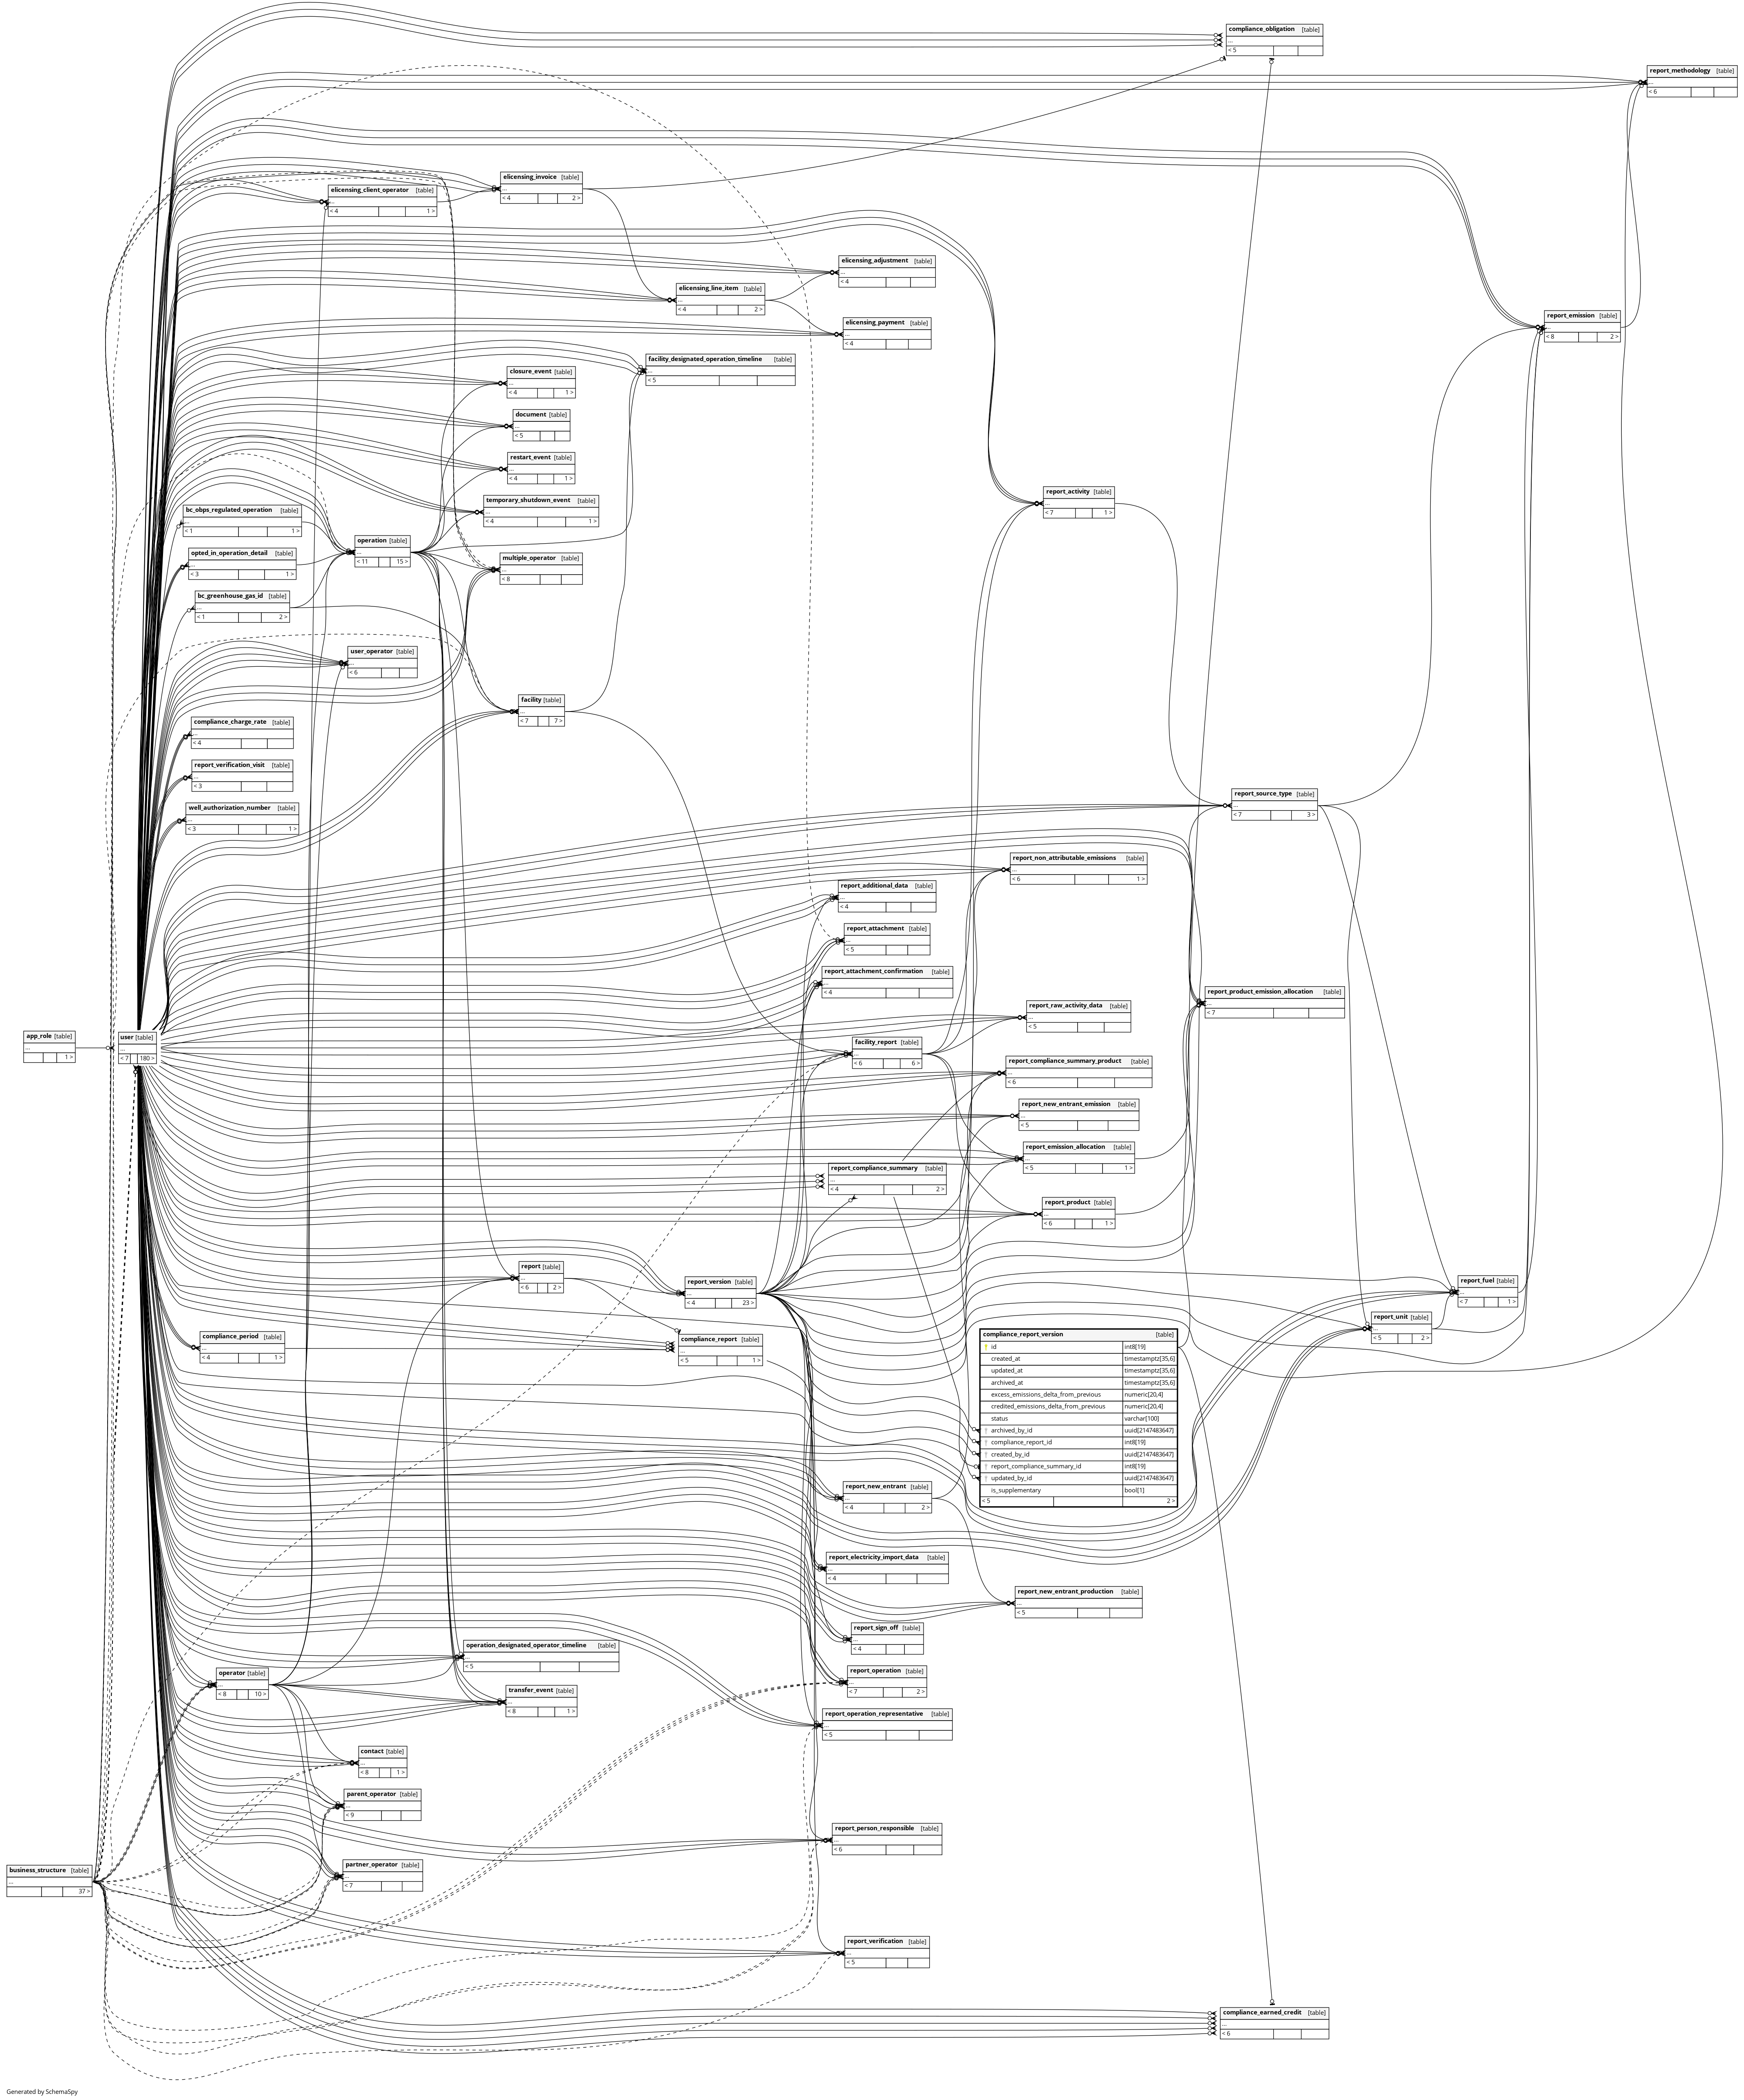 compliance_obligation [table]
...
< 5
report_methodology [table]
...
< 6
elicensing_invoice [table]
...
< 4 2 >
elicensing_client_operator [table]
...
< 4 1 >
elicensing_adjustment [table]
...
< 4
elicensing_line_item [table]
...
< 4 2 >
report_emission [table]
...
< 8 2 >
elicensing_payment [table]
...
< 4
facility_designated_operation_timeline [table]
...
< 5
closure_event [table]
...
< 4 1 >
document [table]
...
< 5
restart_event [table]
...
< 4 1 >
report_activity [table]
...
< 7 1 >
temporary_shutdown_event [table]
...
< 4 1 >
bc_obps_regulated_operation [table]
...
< 1 1 >
operation [table]
...
< 11 15 >
opted_in_operation_detail [table]
...
< 3 1 >
multiple_operator [table]
...
< 8
bc_greenhouse_gas_id [table]
...
< 1 2 >
user_operator [table]
...
< 6
facility [table]
...
< 7 7 >
compliance_charge_rate [table]
...
< 4
report_verification_visit [table]
...
< 3
report_source_type [table]
...
< 7 3 >
well_authorization_number [table]
...
< 3 1 >
report_non_attributable_emissions [table]
...
< 6 1 >
report_additional_data [table]
...
< 4
report_attachment [table]
...
< 5
report_attachment_confirmation [table]
...
< 4
report_product_emission_allocation [table]
...
< 7
report_raw_activity_data [table]
...
< 5
app_role [table]
...
1 >
user [table]
...
< 7 180 >
facility_report [table]
...
< 6 6 >
report_compliance_summary_product [table]
...
< 6
report_new_entrant_emission [table]
...
< 5
report_emission_allocation [table]
...
< 5 1 >
report_compliance_summary [table]
...
< 4 2 >
report_product [table]
...
< 6 1 >
report [table]
...
< 6 2 >
report_version [table]
...
< 4 23 >
report_fuel [table]
...
< 7 1 >
report_unit [table]
...
< 5 2 >
compliance_period [table]
...
< 4 1 >
compliance_report [table]
...
< 5 1 >
compliance_report_version [table]
id int8[19]
created_at timestamptz[35,6]
updated_at timestamptz[35,6]
archived_at timestamptz[35,6]
excess_emissions_delta_from_previous numeric[20,4]
credited_emissions_delta_from_previous numeric[20,4]
status varchar[100]
archived_by_id uuid[2147483647]
compliance_report_id int8[19]
created_by_id uuid[2147483647]
report_compliance_summary_id int8[19]
updated_by_id uuid[2147483647]
is_supplementary bool[1]
< 5 2 >
report_new_entrant [table]
...
< 4 2 >
report_electricity_import_data [table]
...
< 4
report_new_entrant_production [table]
...
< 5
report_sign_off [table]
...
< 4
operation_designated_operator_timeline [table]
...
< 5
operator [table]
...
< 8 10 >
report_operation [table]
...
< 7 2 >
transfer_event [table]
...
< 8 1 >
report_operation_representative [table]
...
< 5
contact [table]
...
< 8 1 >
parent_operator [table]
...
< 9
report_person_responsible [table]
...
< 6
partner_operator [table]
...
< 7
business_structure [table]
...
37 >
report_verification [table]
...
< 5
compliance_earned_credit [table]
...
< 6
Generated by SchemaSpy